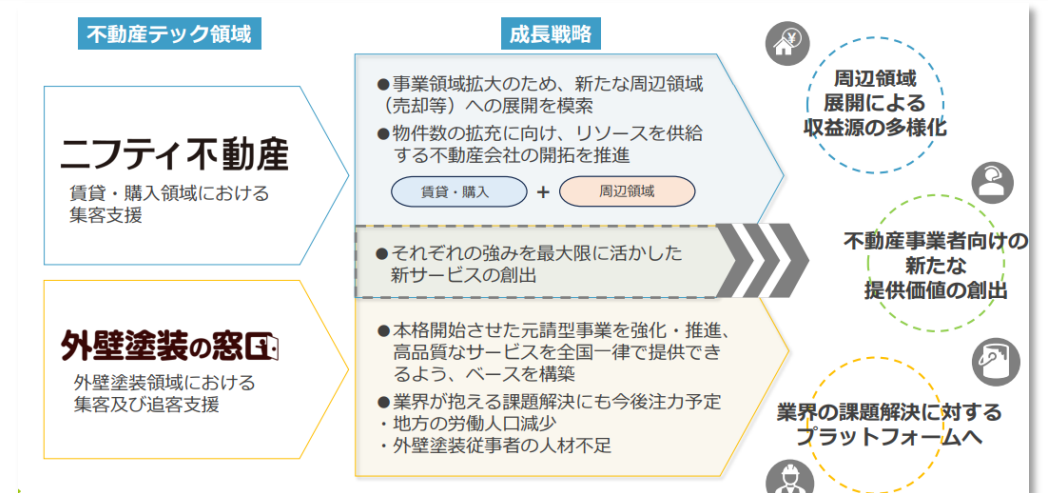 不動産テック領域
成長戦略
ニフティ不動産
賃貸・購入領域における
集客支援
●事業領域拡大のため、新たな周辺領域
（売却等）への展開を模索
●物件数の拡充に向け、リソースを供給
する不動産会社の開拓を推進
賃貸・購入 + 周辺領域
●それぞれの強みを最大限に活かした
新サービスの創出
外壁塗装の窓口
外壁塗装領域における
集客及び追客支援
●本格開始させた元請型事業を強化・推進、
高品質なサービスを全国一律で提供でき
るよう、ベースを構築
●業界が抱える課題解決にも今後注力予定
・地方の労働人口減少
・外壁塗装従事者の人材不足
¥
周辺領域
展開による
収益源の多様化
不動産事業者向けの
新たな
提供価値の創出
業界の課題解決に対する
プラットフォームへ